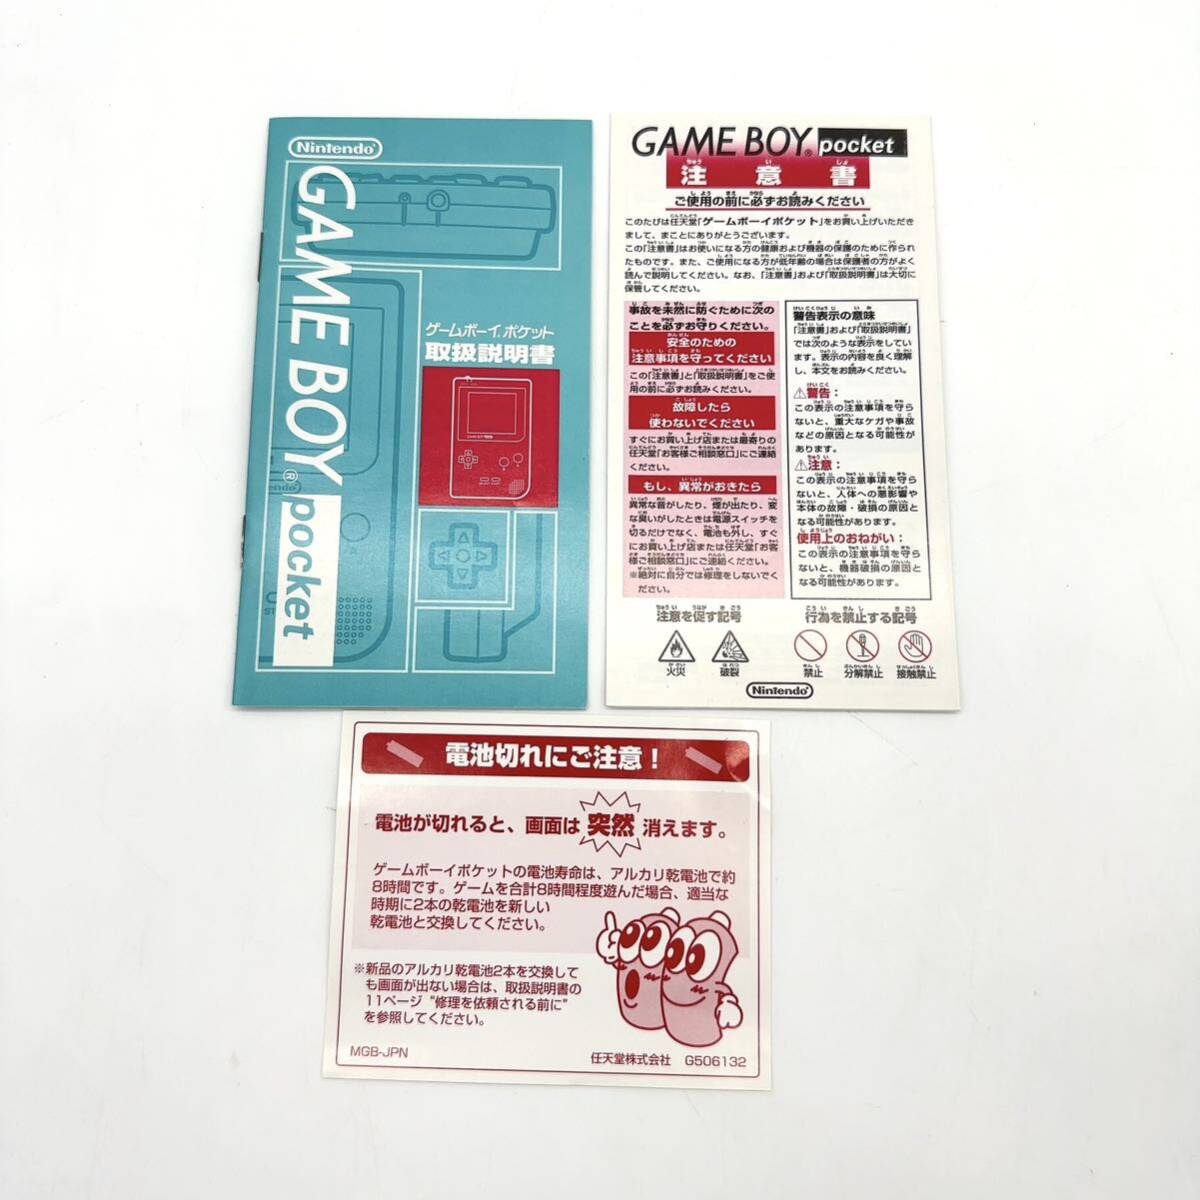 Nintendo
GAME BOY® pocket
ゲームボーイ®ポケット
取扱説明書
GAME BOY® pocket
注意書
ご使用の前に必ずお読みください
このたびは任天堂「ゲームボーイポケット」をお買い上げいただき
まして、まことにありがとうございます。
この「注意書」はお使いになる方の健康および機器の保護のために作られ
たものです。また、ご使用になる方が低年齢の場合は保護者の方がよく
読んで説明してください。なお、「注意書」および「取扱説明書」は大切に
保管してください。
事故を未然に防ぐために次の
ことを必ずお守りください。
安全のための
注意事項を守ってください
この「注意書」と「取扱説明書」をご使
用の前に必ずお読みください。
故障したら
使わないでください
すぐにお買い上げ店または最寄りの
任天堂「お客様ご相談窓口」にご連絡
ください。
もし、異常がおきたら
異常な音がしたり、煙が出たり、変
な臭いがしたときは電源スイッチを
切るだけでなく、電池も外し、すぐ
にお買い上げ店または任天堂「お客
様ご相談窓口」にご連絡ください。
※絶対に自分では修理をしないでく
ださい。
警告表示の意味
「注意書」および「取扱説明書」
では次のような表示をしてい
ます。表示の内容を良く理解
し、本文をお読みください。
⚠警告：
この表示の注意事項を守ら
ないと、重大なケガや事故
などの原因となる可能性が
あります。
⚠注意：
この表示の注意事項を守ら
ないと、人体への悪影響や
本体の故障・破損の原因と
なる可能性があります。
使用上のおねがい：
この表示の注意事項を守ら
ないと、機器破損の原因と
なる可能性があります。
注意を促す記号
火災
破裂
行為を禁止する記号
禁止
分解禁止
接触禁止
Nintendo
電池切れにご注意！
電池が切れると、画面は 突然 消えます。
ゲームボーイポケットの電池寿命は、アルカリ乾電池で約
8時間です。ゲームを合計8時間程度遊んだ場合、適当な
時期に2本の乾電池を新しい
乾電池と交換してください。
※新品のアルカリ乾電池2本を交換して
も画面が出ない場合は、取扱説明書の
11ページ "修理を依頼される前に"
を参照してください。
MGB-JPN
任天堂株式会社 G506132